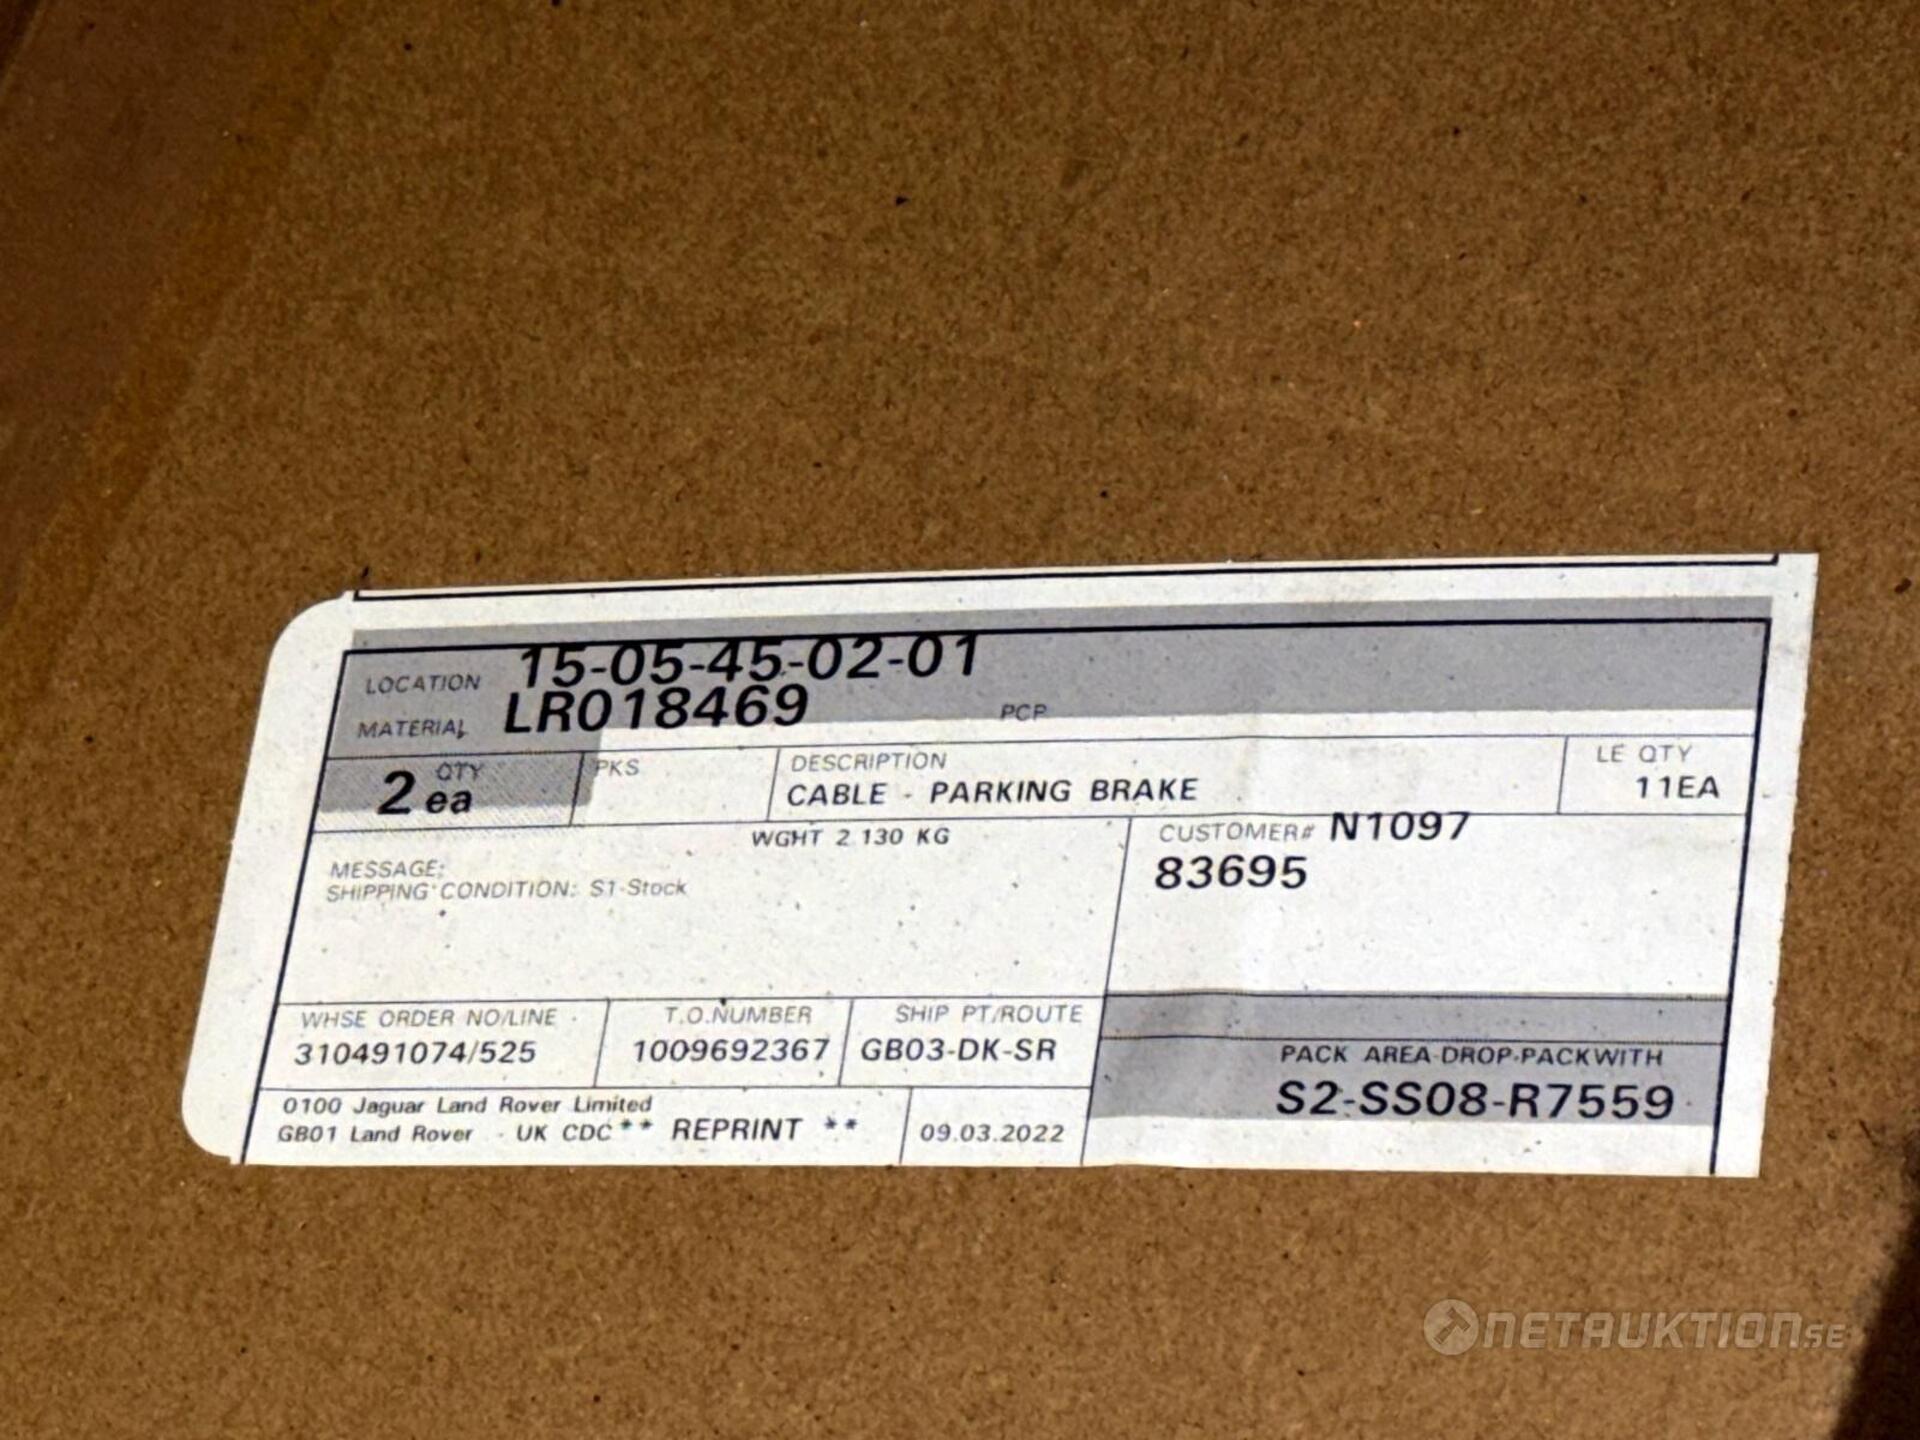 LOCATION 15-05-45-02-01
MATERIAL LR018469 PCP
QTY PKS DESCRIPTION LE QTY
2 ea CABLE - PARKING BRAKE 11EA
WGHT 2.130 KG CUSTOMER# N1097
MESSAGE: 83695
SHIPPING CONDITION: S1-Stock
WHSE ORDER NO/LINE T.O.NUMBER SHIP PT/ROUTE
310491074/525 1009692367 GB03-DK-SR PACK AREA-DROP-PACKWITH
S2-SS08-R7559
0100 Jaguar Land Rover Limited
GB01 Land Rover - UK CDC ** REPRINT ** 09.03.2022
NETAUKTION.SE